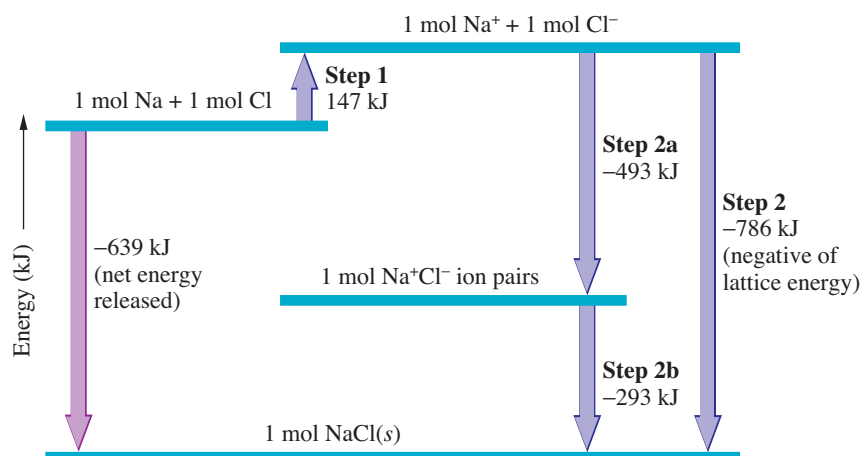 1 mol Na⁺ + 1 mol Cl⁻
Step 1
147 kJ
1 mol Na + 1 mol Cl
Step 2a
−493 kJ
Step 2
−786 kJ
(negative of
lattice energy)
−639 kJ
(net energy
released)
Energy (kJ)
1 mol Na⁺Cl⁻ ion pairs
Step 2b
−293 kJ
1 mol NaCl(s)